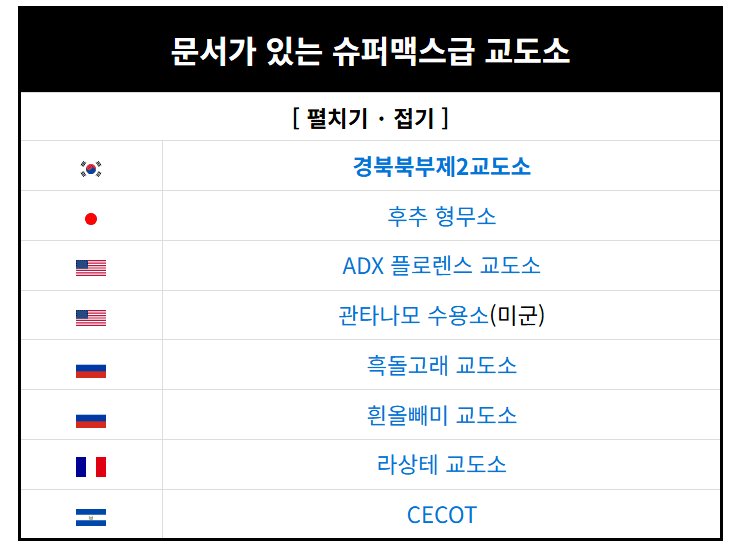 문서가 있는 슈퍼맥스급 교도소
[ 펼치기 · 접기 ]
경북북부제2교도소
후추 형무소
ADX 플로렌스 교도소
관타나모 수용소(미군)
흑돌고래 교도소
흰올빼미 교도소
라상테 교도소
CECOT